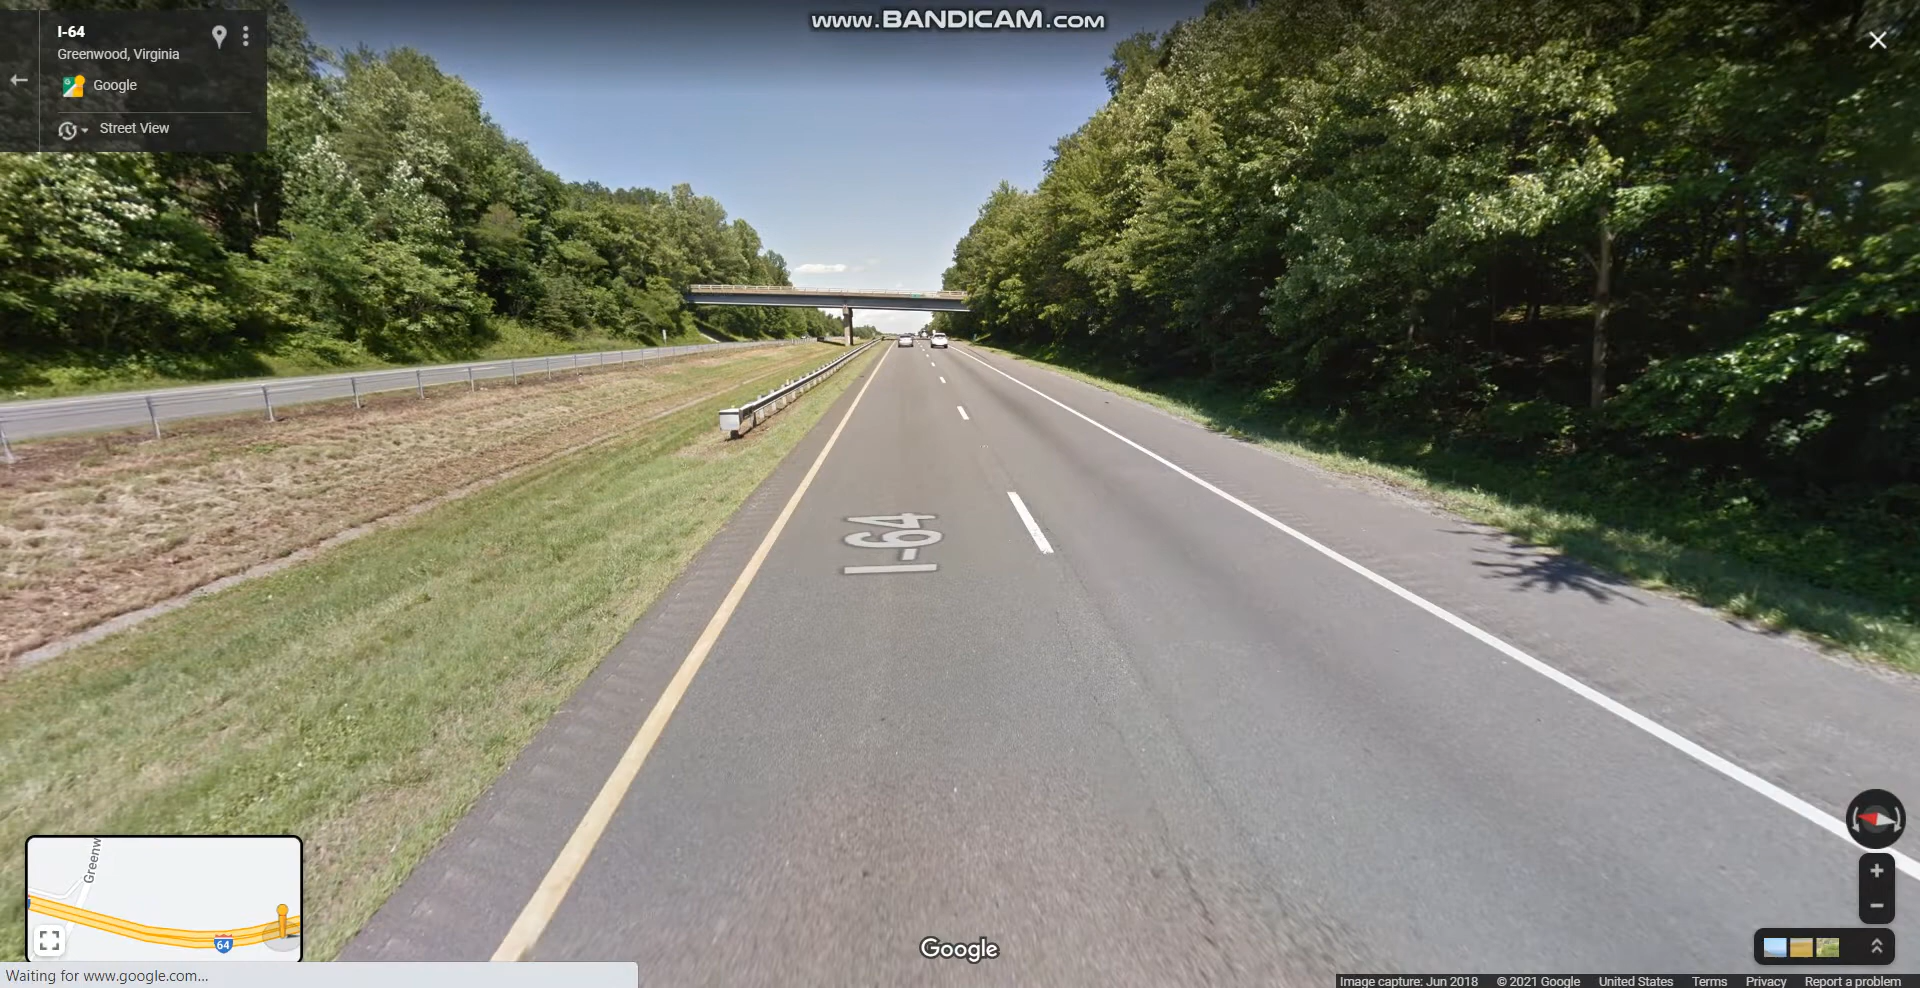 www.BANDICAM.com
I-64
Greenwood, Virginia
Google
Street View
I-64
Greenw
64
Google
Waiting for www.google.com...
Image capture: Jun 2018 © 2021 Google United States Terms Privacy Report a problem